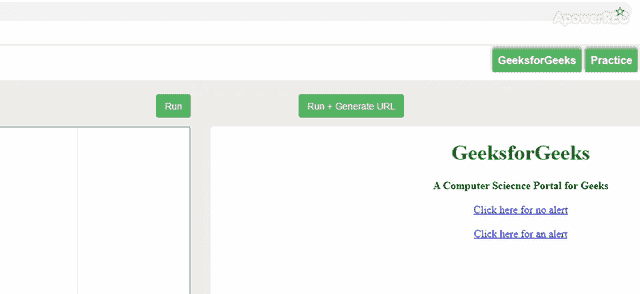 ApowerREC
GeeksforGeeks Practice
Run Run + Generate URL
GeeksforGeeks
A Computer Sciecnce Portal for Geeks
Click here for no alert
Click here for an alert